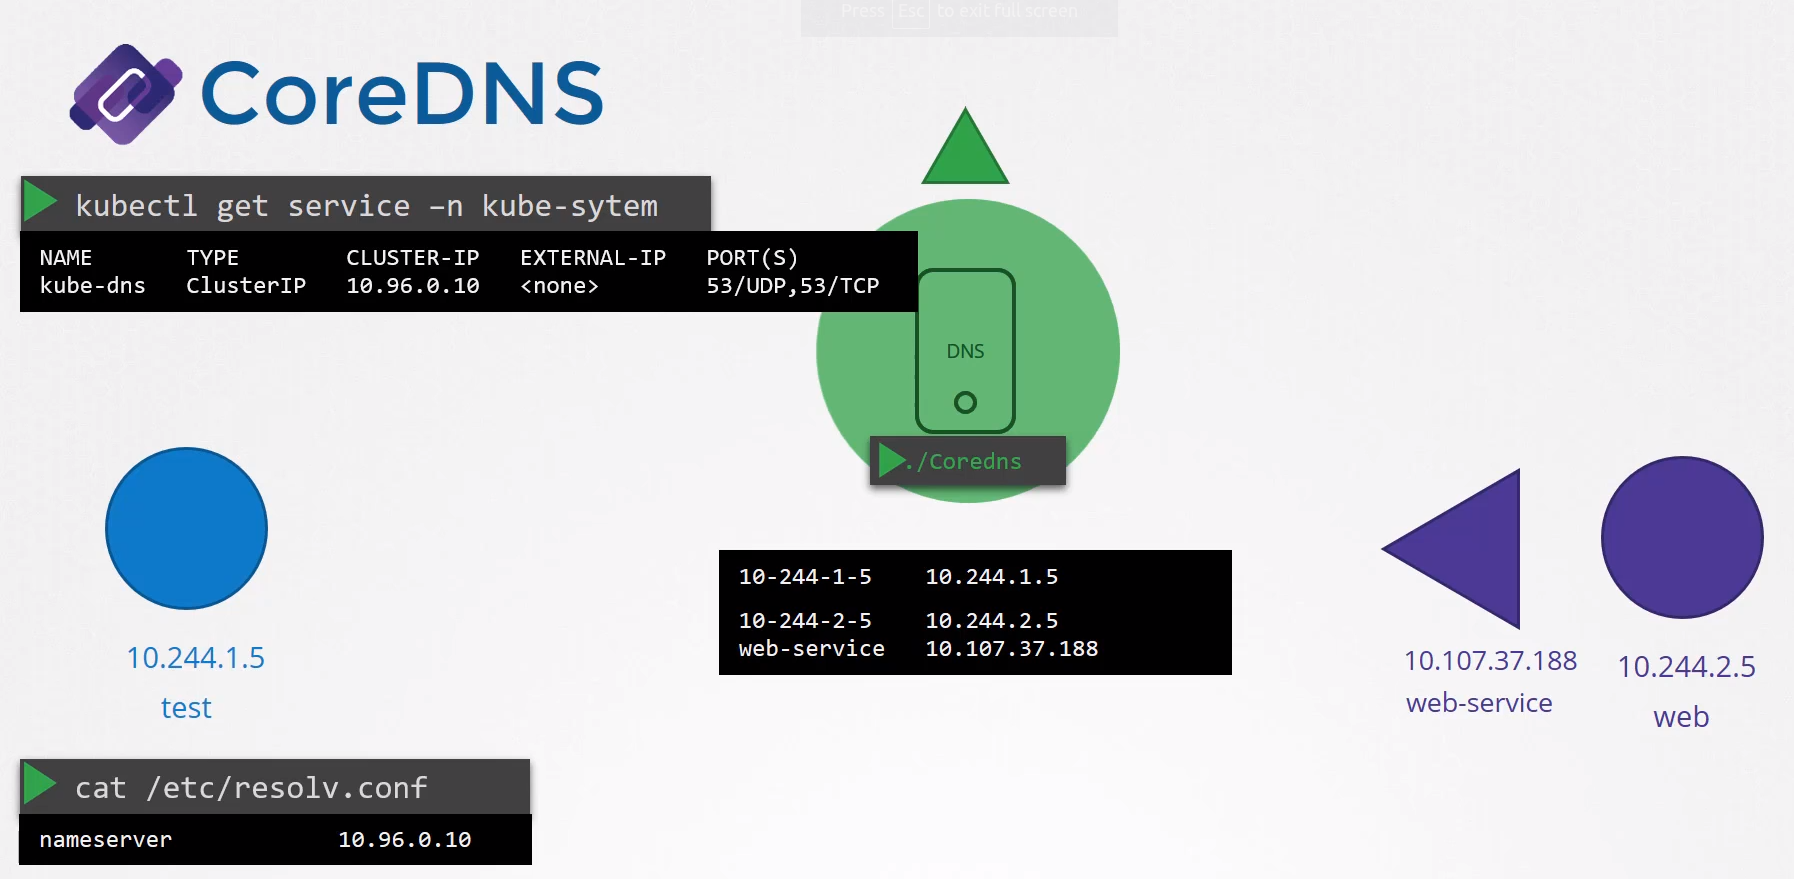 Press Esc to exit full screen
CoreDNS
kubectl get service –n kube-sytem
NAME TYPE CLUSTER-IP EXTERNAL-IP PORT(S)
kube-dns ClusterIP 10.96.0.10 <none> 53/UDP,53/TCP
DNS
./Coredns
10-244-1-5 10.244.1.5
10-244-2-5 10.244.2.5
web-service 10.107.37.188
10.244.1.5
test
10.107.37.188
web-service
10.244.2.5
web
cat /etc/resolv.conf
nameserver 10.96.0.10